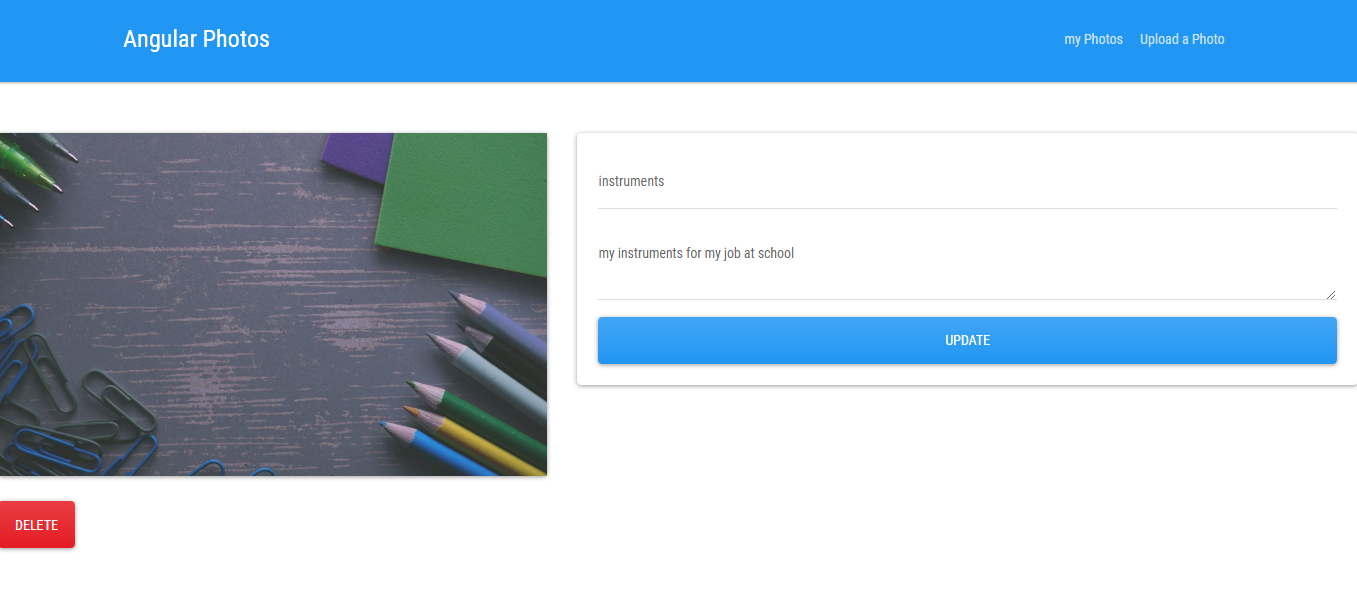 Angular Photos
my Photos
Upload a Photo
instruments
my instruments for my job at school
UPDATE
DELETE